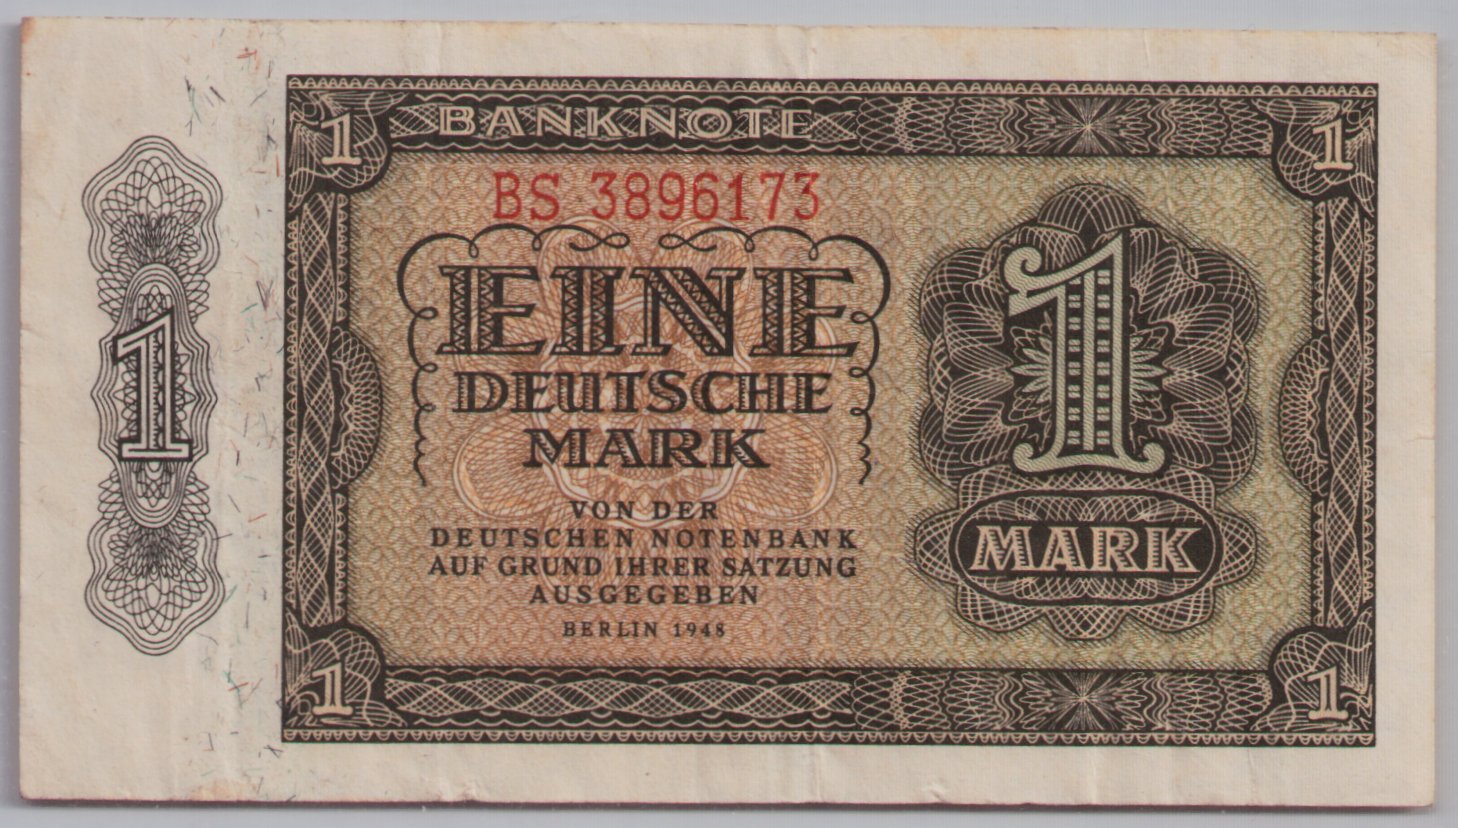 1 BANKNOTE 1
BS 3896173
EINE
DEUTSCHE
MARK
1
1
MARK
VON DER
DEUTSCHEN NOTENBANK
AUF GRUND IHRER SATZUNG
AUSGEGEBEN
BERLIN 1948
1 1